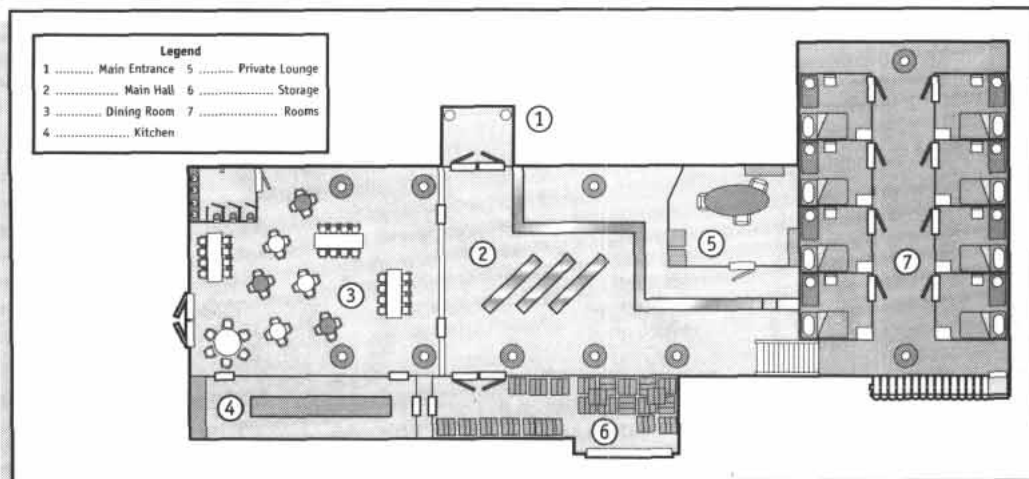 Legend
1 .......... Main Entrance 5 .......... Private Lounge
2 .................. Main Hall 6 .................... Storage
3 ............ Dining Room 7 ..................... Rooms
4 .................... Kitchen
1
2
3
4
5
6
7